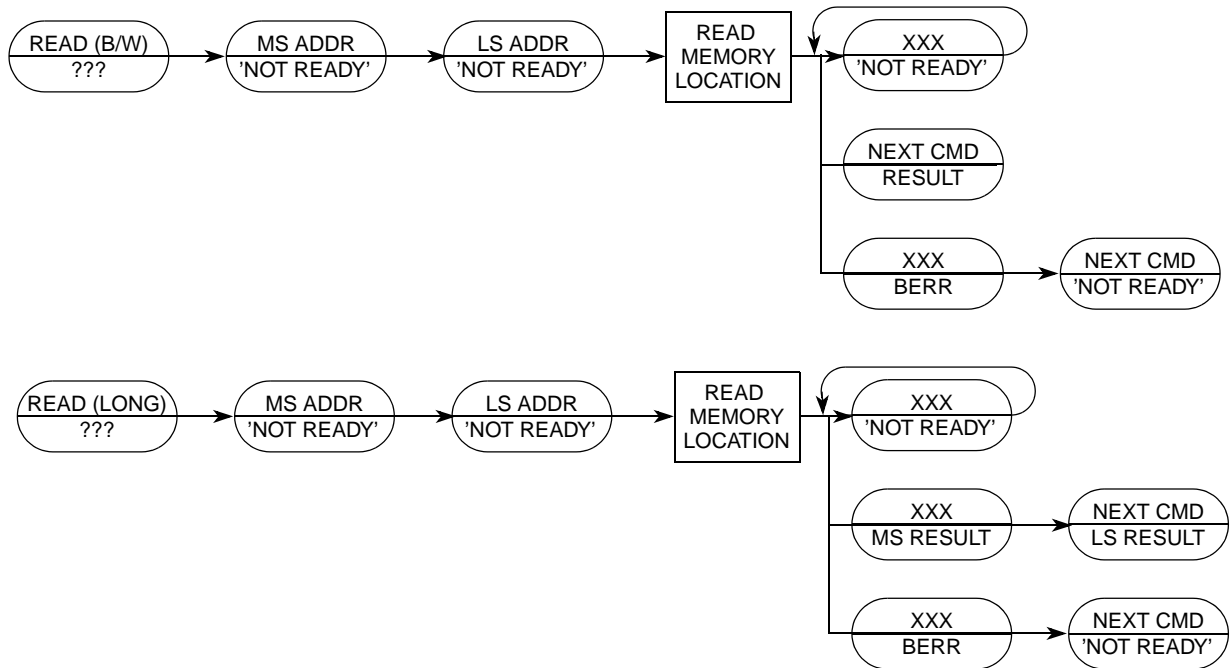 READ (B/W)
???
MS ADDR
'NOT READY'
LS ADDR
'NOT READY'
READ
MEMORY
LOCATION
XXX
'NOT READY'
NEXT CMD
RESULT
XXX
BERR
NEXT CMD
'NOT READY'
READ (LONG)
???
MS ADDR
'NOT READY'
LS ADDR
'NOT READY'
READ
MEMORY
LOCATION
XXX
'NOT READY'
XXX
MS RESULT
NEXT CMD
LS RESULT
XXX
BERR
NEXT CMD
'NOT READY'